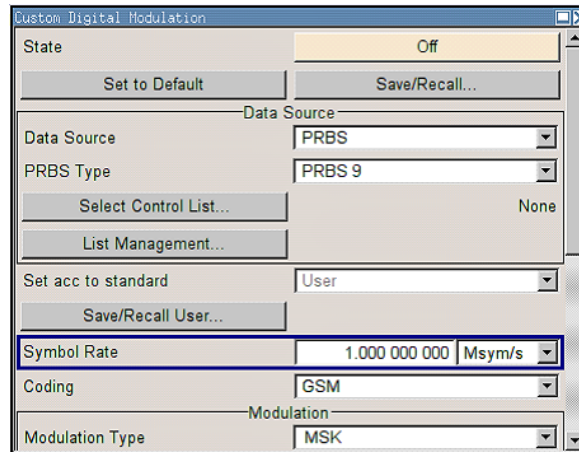 Custom Digital Modulation
State Off
Set to Default Save/Recall...
Data Source
Data Source PRBS
PRBS Type PRBS 9
Select Control List... None
List Management...
Set acc to standard User
Save/Recall User...
Symbol Rate 1.000 000 000 Msym/s
Coding GSM
Modulation
Modulation Type MSK